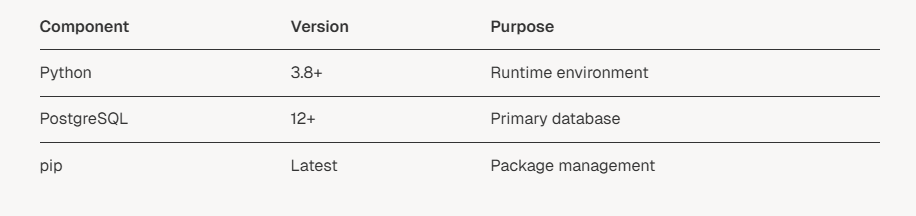 Component Version Purpose
Python 3.8+ Runtime environment
PostgreSQL 12+ Primary database
pip Latest Package management